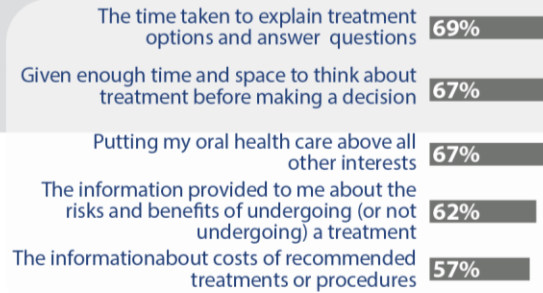 The time taken to explain treatment
options and answer questions
69%
Given enough time and space to think about
treatment before making a decision
67%
Putting my oral health care above all
other interests
67%
The information provided to me about the
risks and benefits of undergoing (or not
undergoing) a treatment
62%
The informationabout costs of recommended
treatments or procedures
57%